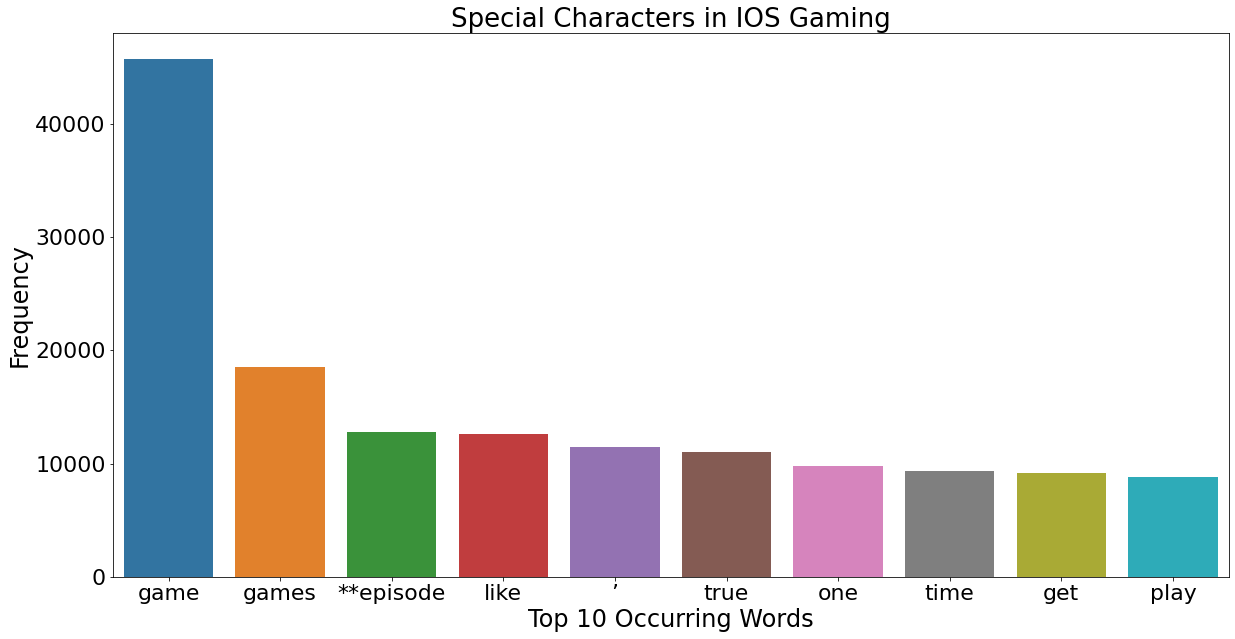 Special Characters in IOS Gaming
Frequency
40000
30000
20000
10000
0
game games **episode like ’ true one time get play
Top 10 Occurring Words